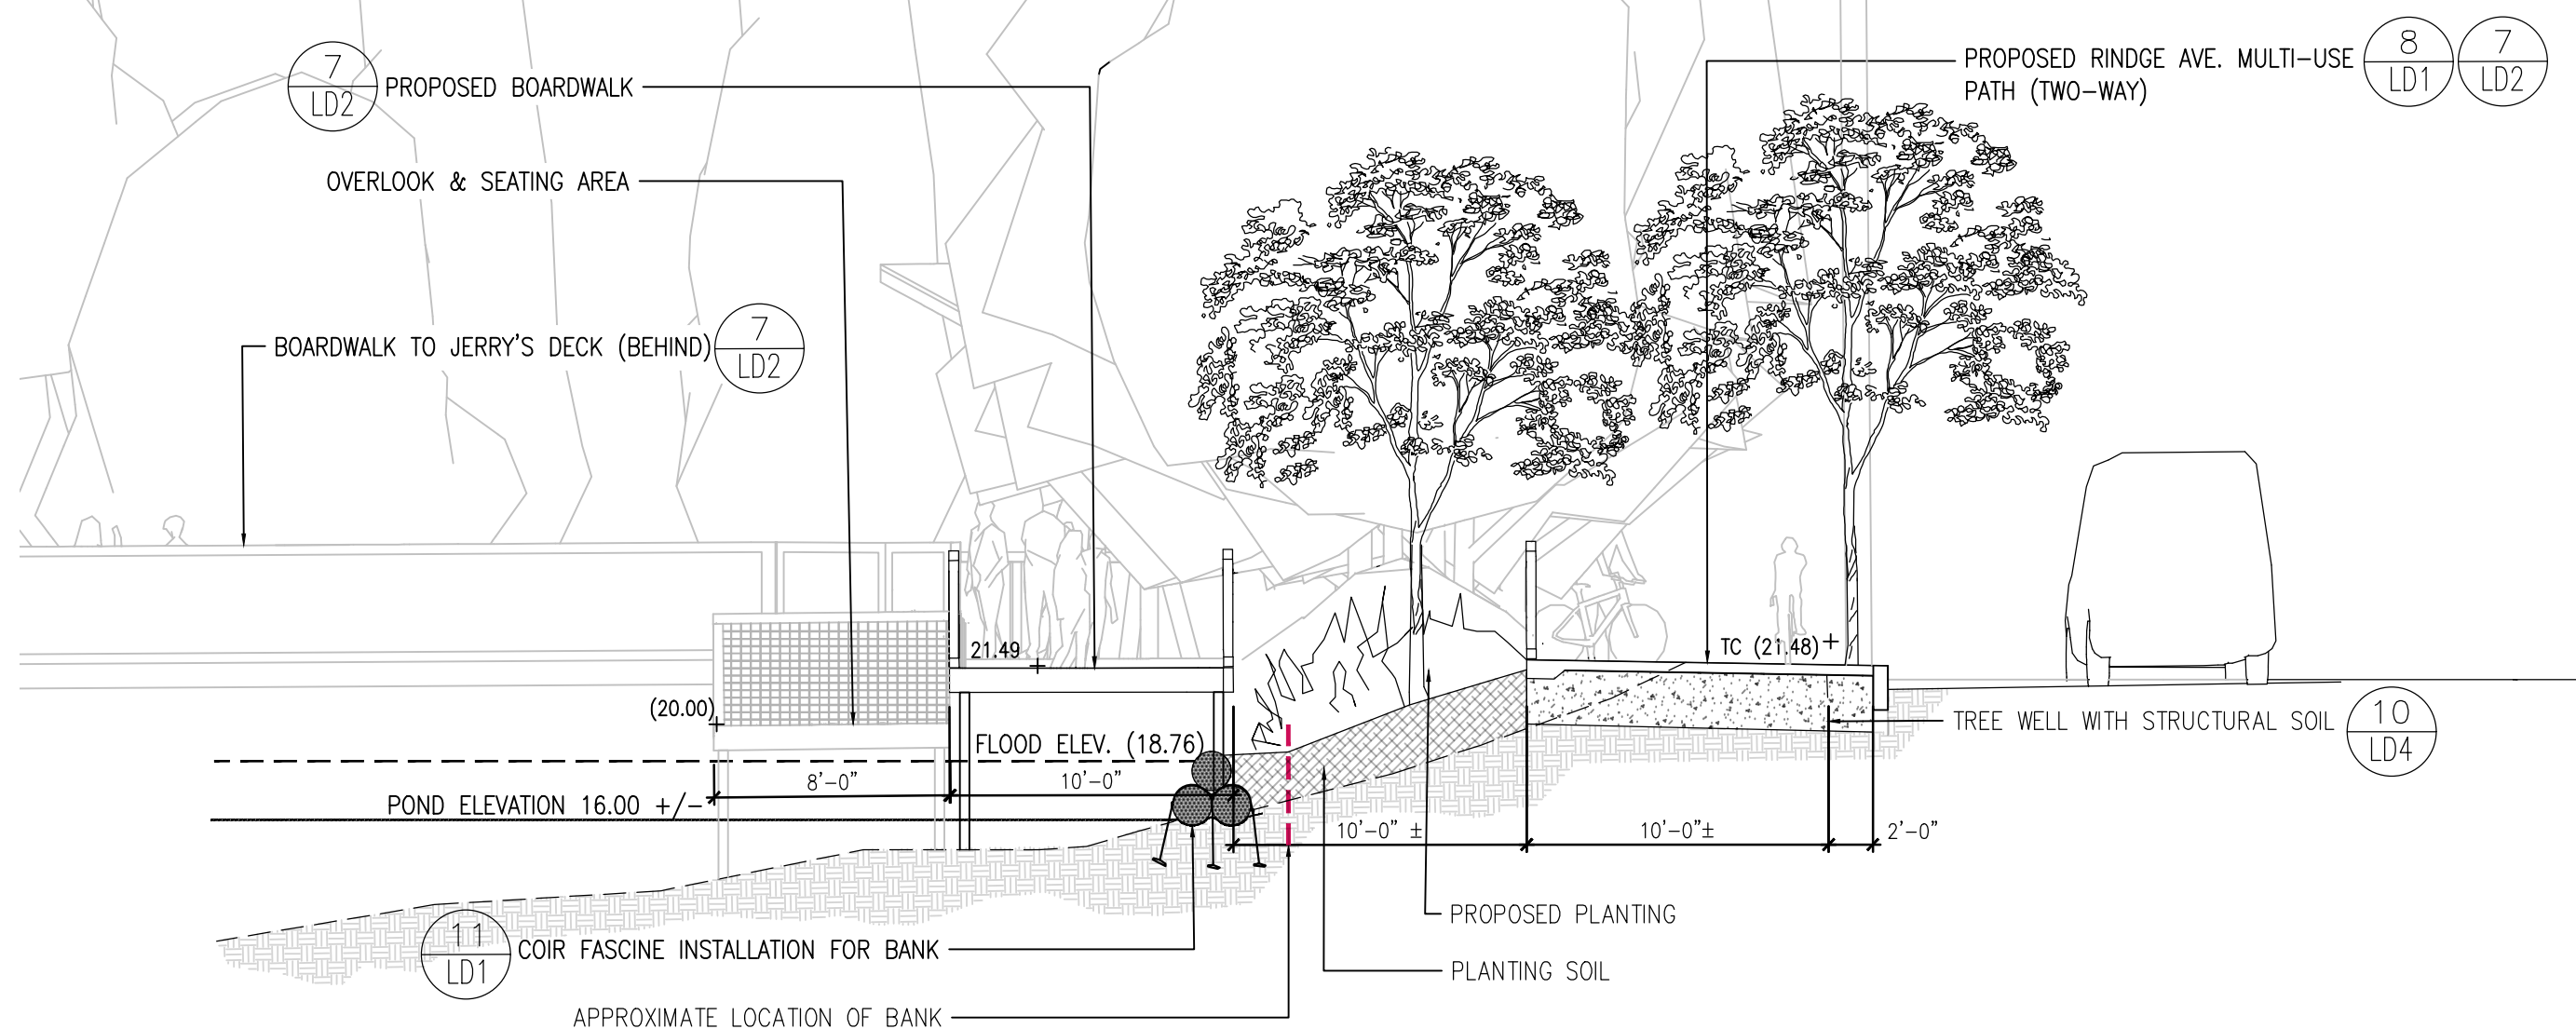 7
LD2
PROPOSED BOARDWALK
PROPOSED RINDGE AVE. MULTI-USE
PATH (TWO-WAY)
8
LD1
7
LD2
OVERLOOK & SEATING AREA
BOARDWALK TO JERRY'S DECK (BEHIND)
7
LD2
21.49
TC (21.48)
(20.00)
FLOOD ELEV. (18.76)
TREE WELL WITH STRUCTURAL SOIL
10
LD4
8'-0"
10'-0"
POND ELEVATION 16.00 +/-
10'-0" ±
10'-0"±
2'-0"
PROPOSED PLANTING
11
LD1
COIR FASCINE INSTALLATION FOR BANK
PLANTING SOIL
APPROXIMATE LOCATION OF BANK